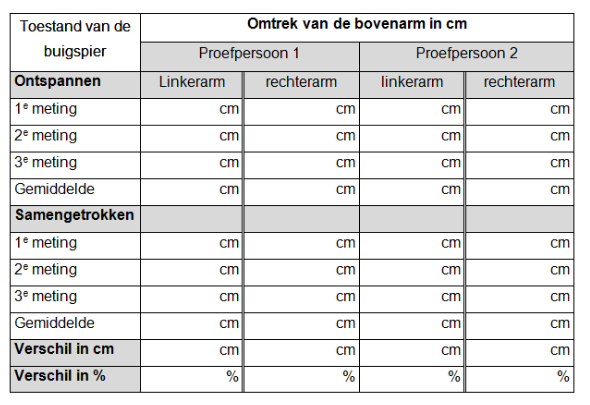 Toestand van de buigspier Omtrek van de bovenarm in cm
Proefpersoon 1 Proefpersoon 2
Ontspannen Linkerarm rechterarm linkerarm rechterarm
1e meting cm cm cm cm
2e meting cm cm cm cm
3e meting cm cm cm cm
Gemiddelde cm cm cm cm
Samengetrokken
1e meting cm cm cm cm
2e meting cm cm cm cm
3e meting cm cm cm cm
Gemiddelde cm cm cm cm
Verschil in cm cm cm cm cm
Verschil in % % % % %